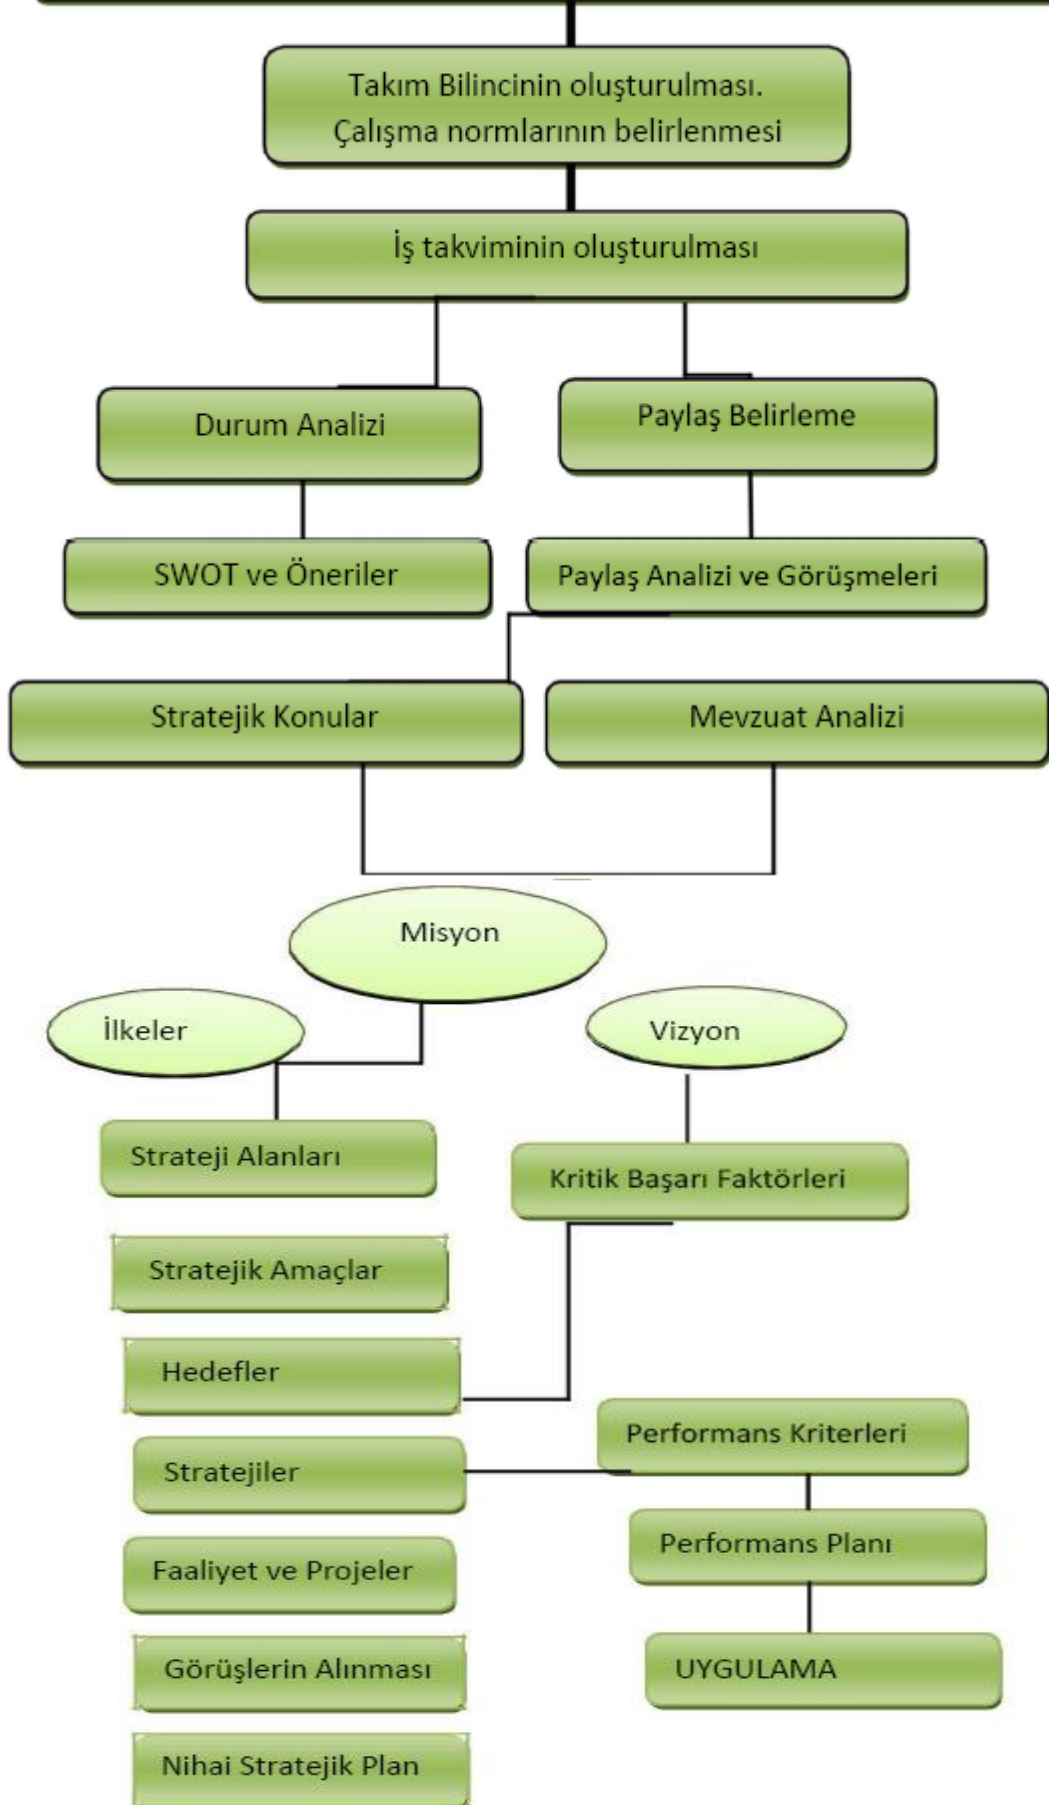 Takım Bilincinin oluşturulması.
Çalışma normlarının belirlenmesi
İş takviminin oluşturulması
Durum Analizi
Paylaş Belirleme
SWOT ve Öneriler
Paylaş Analizi ve Görüşmeleri
Stratejik Konular
Mevzuat Analizi
Misyon
İlkeler
Vizyon
Strateji Alanları
Kritik Başarı Faktörleri
Stratejik Amaçlar
Hedefler
Performans Kriterleri
Stratejiler
Performans Planı
Faaliyet ve Projeler
Görüşlerin Alınması
UYGULAMA
Nihai Stratejik Plan